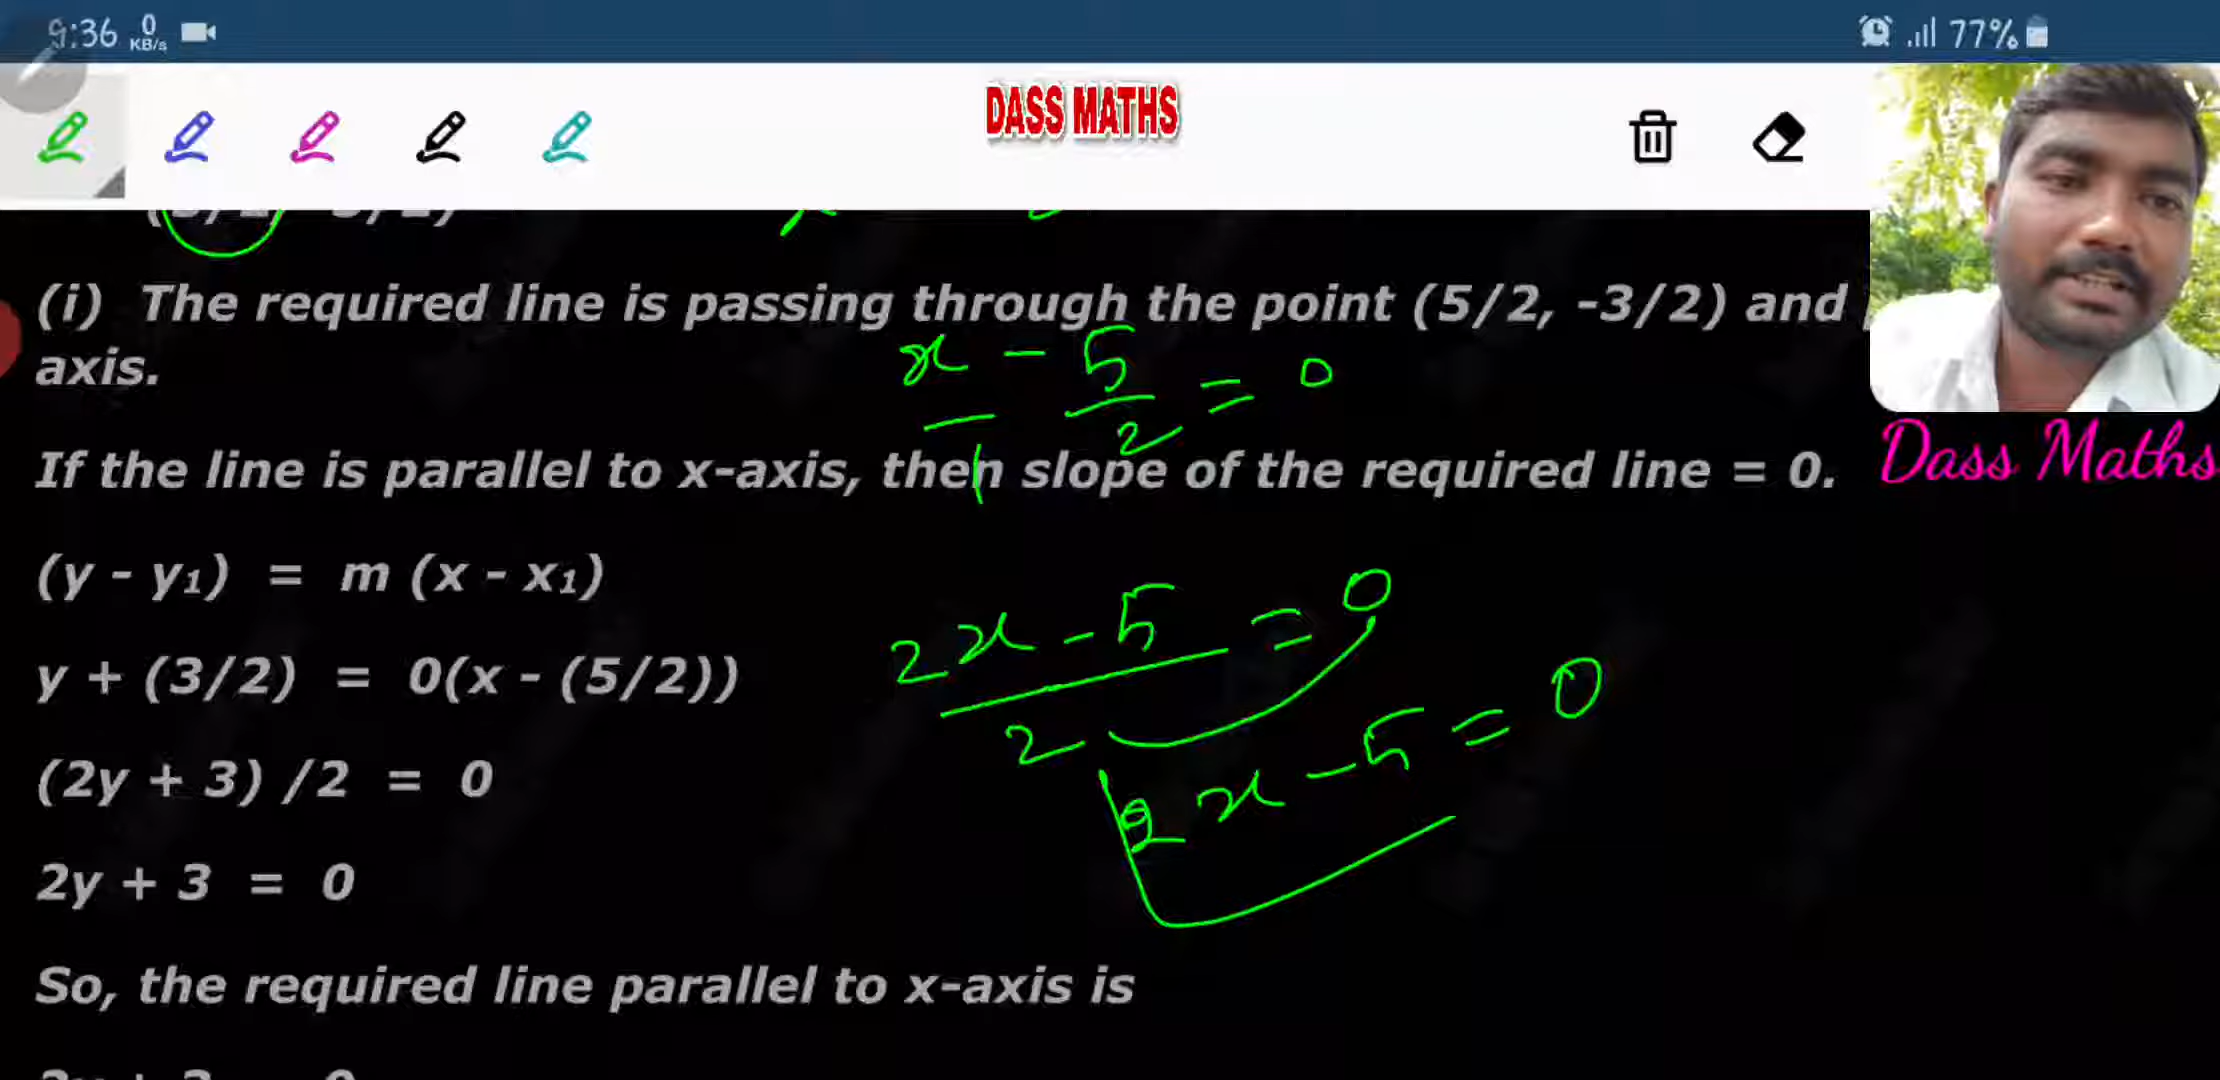 9:36 0 KB/s 77%
DASS MATHS
(i) The required line is passing through the point (5/2, -3/2) and
axis.
x/1 - 5/2 = 0
If the line is parallel to x-axis, then slope of the required line = 0.
Dass Maths
(y - y₁) = m (x - x₁)
(2x - 5)/2 = 0
y + (3/2) = 0(x - (5/2))
2x - 5 = 0
(2y + 3) /2 = 0
2y + 3 = 0
So, the required line parallel to x-axis is